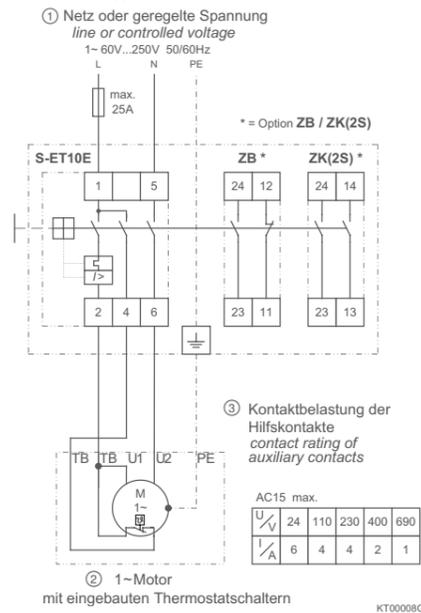 ① Netz oder geregelte Spannung
line or controlled voltage
1~ 60V...250V 50/60Hz
L N PE
max.
25A
* = Option ZB / ZK(2S)
S-ET10E ZB * ZK(2S) *
1 5 24 12 24 14
I>
2 4 6 23 11 23 13
③ Kontaktbelastung der
Hilfskontakte
contact rating of
auxiliary contacts
TB TB U1 U2 PE
M
1~
AC15 max.
U/V 24 110 230 400 690
I/A 6 4 4 2 1
② 1~Motor
mit eingebauten Thermostatschaltern
KT00008C